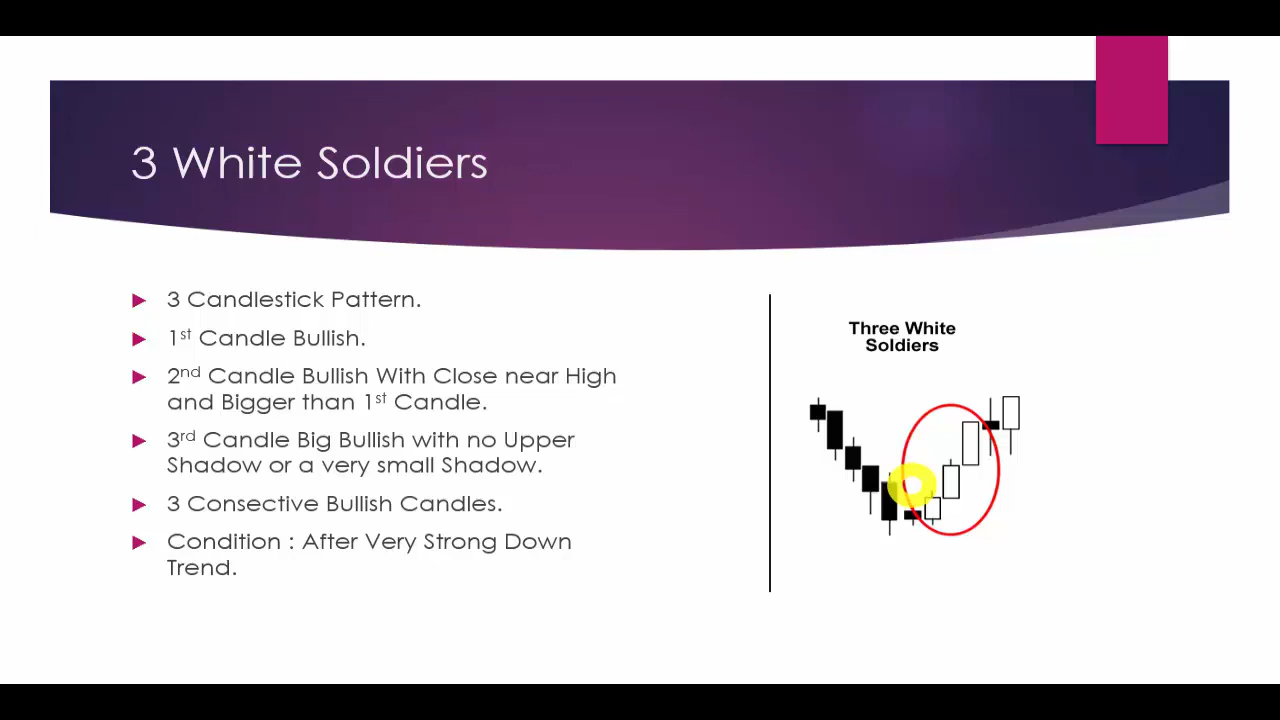 3 White Soldiers
3 Candlestick Pattern.
1st Candle Bullish.
2nd Candle Bullish With Close near High
and Bigger than 1st Candle.
3rd Candle Big Bullish with no Upper
Shadow or a very small Shadow.
3 Consective Bullish Candles.
Condition : After Very Strong Down
Trend.
Three White
Soldiers